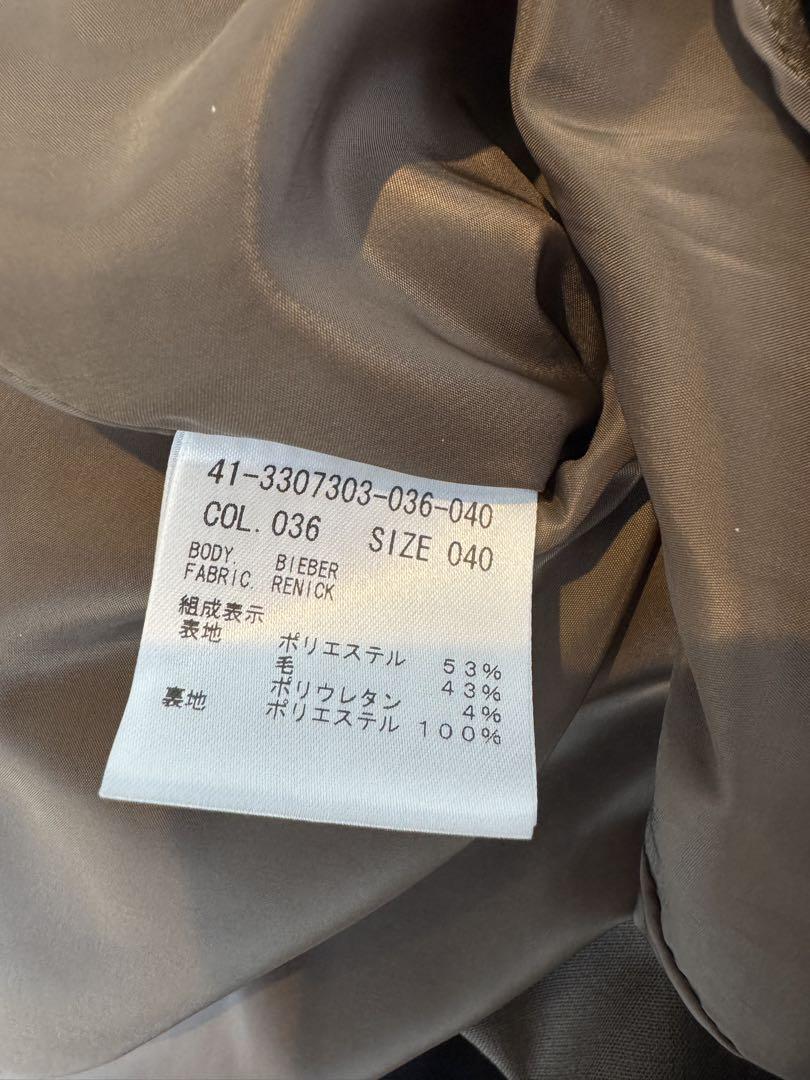 41-3307303-036-040
COL. 036 SIZE 040
BODY. BIEBER
FABRIC. RENICK
組成表示
表地 ポリエステル 53%
毛 43%
ポリウレタン 4%
裏地 ポリエステル 100%